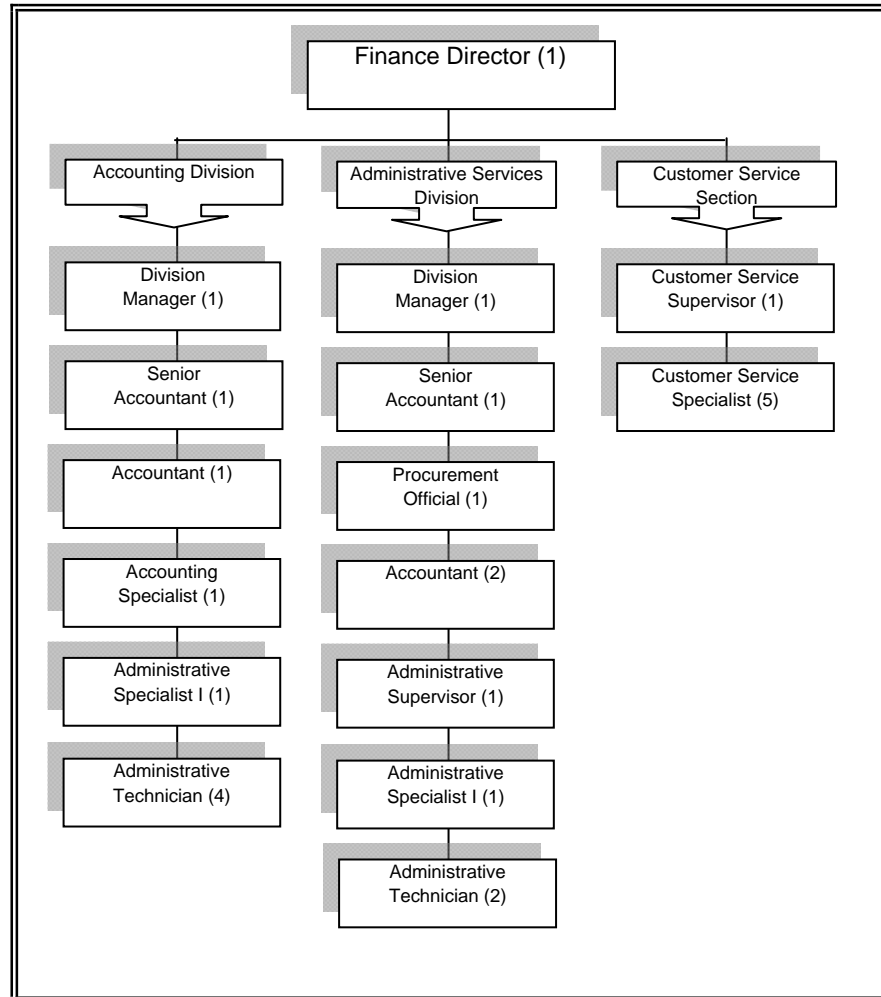 Finance Director (1)
Accounting Division
Division
Manager (1)
Senior
Accountant (1)
Accountant (1)
Accounting
Specialist (1)
Administrative
Specialist I (1)
Administrative
Technician (4)
Administrative Services
Division
Division
Manager (1)
Senior
Accountant (1)
Procurement
Official (1)
Accountant (2)
Administrative
Supervisor (1)
Administrative
Specialist I (1)
Administrative
Technician (2)
Customer Service
Section
Customer Service
Supervisor (1)
Customer Service
Specialist (5)